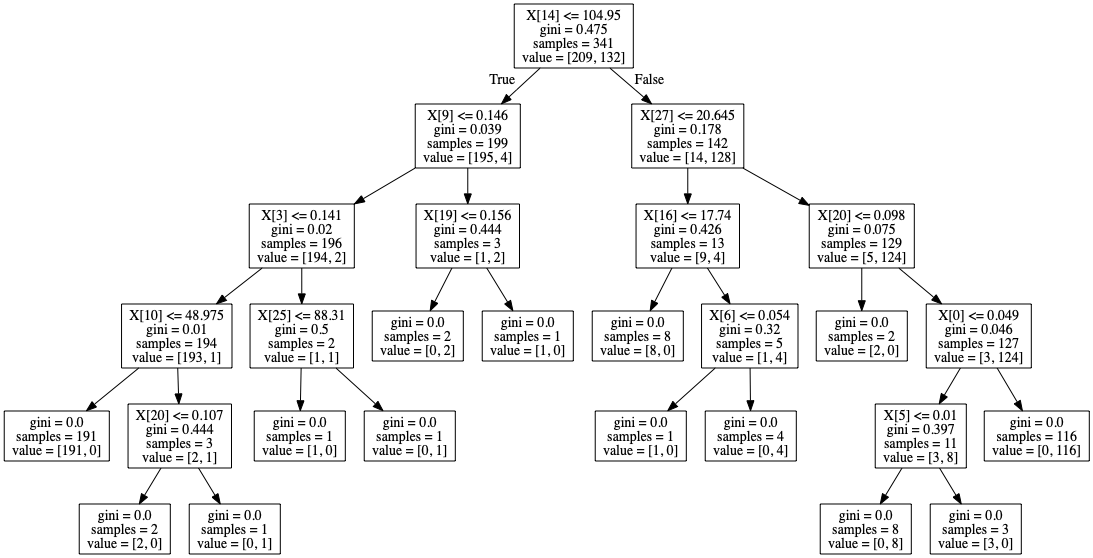 X[14] <= 104.95
gini = 0.475
samples = 341
value = [209, 132]
True
False
X[9] <= 0.146
gini = 0.039
samples = 199
value = [195, 4]
X[27] <= 20.645
gini = 0.178
samples = 142
value = [14, 128]
X[3] <= 0.141
gini = 0.02
samples = 196
value = [194, 2]
X[19] <= 0.156
gini = 0.444
samples = 3
value = [1, 2]
X[16] <= 17.74
gini = 0.426
samples = 13
value = [9, 4]
X[20] <= 0.098
gini = 0.075
samples = 129
value = [5, 124]
X[10] <= 48.975
gini = 0.01
samples = 194
value = [193, 1]
X[25] <= 88.31
gini = 0.5
samples = 2
value = [1, 1]
gini = 0.0
samples = 2
value = [0, 2]
gini = 0.0
samples = 1
value = [1, 0]
gini = 0.0
samples = 8
value = [8, 0]
X[6] <= 0.054
gini = 0.32
samples = 5
value = [1, 4]
gini = 0.0
samples = 2
value = [2, 0]
X[0] <= 0.049
gini = 0.046
samples = 127
value = [3, 124]
gini = 0.0
samples = 191
value = [191, 0]
X[20] <= 0.107
gini = 0.444
samples = 3
value = [2, 1]
gini = 0.0
samples = 1
value = [1, 0]
gini = 0.0
samples = 1
value = [0, 1]
gini = 0.0
samples = 1
value = [1, 0]
gini = 0.0
samples = 4
value = [0, 4]
X[5] <= 0.01
gini = 0.397
samples = 11
value = [3, 8]
gini = 0.0
samples = 116
value = [0, 116]
gini = 0.0
samples = 2
value = [2, 0]
gini = 0.0
samples = 1
value = [0, 1]
gini = 0.0
samples = 8
value = [0, 8]
gini = 0.0
samples = 3
value = [3, 0]